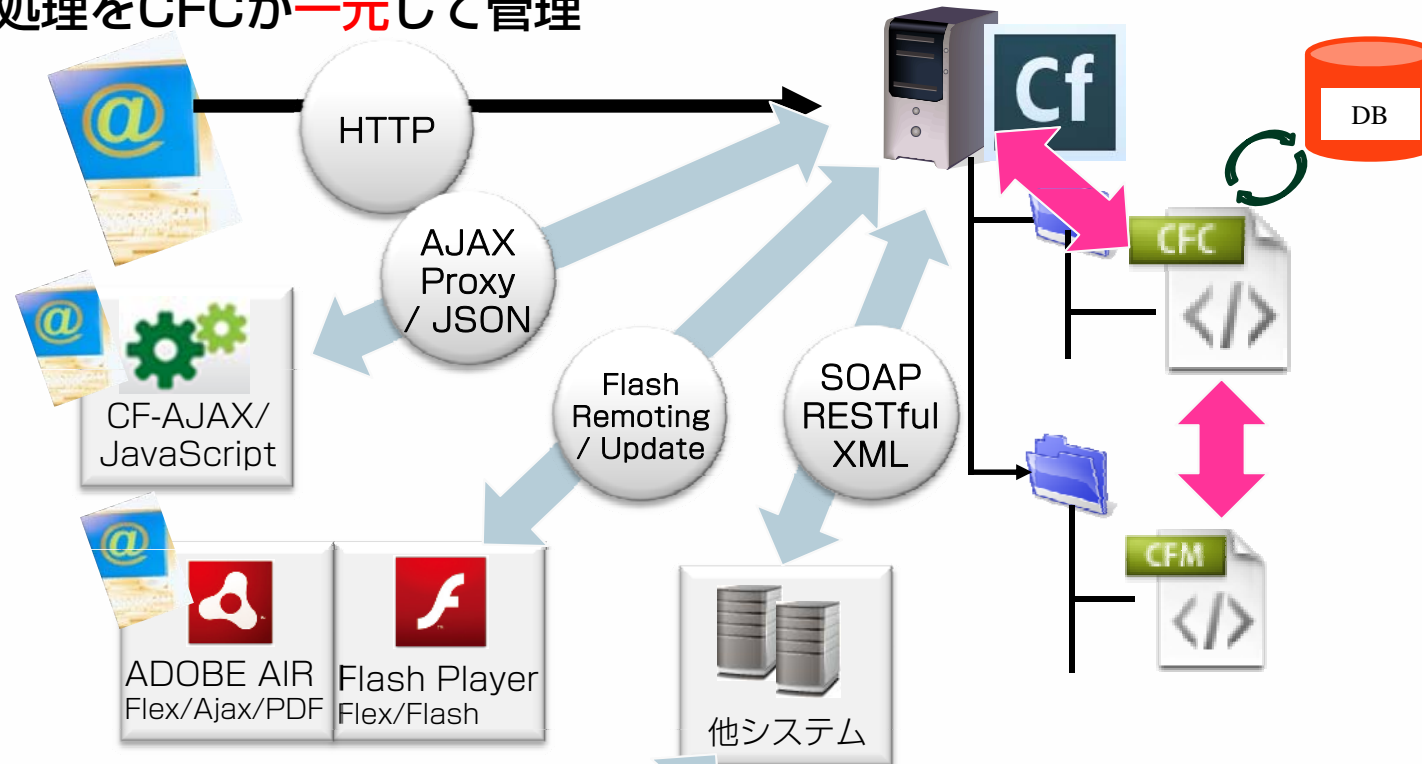 処理をCFCが一元して管理
@
HTTP
Cf
DB
AJAX
Proxy
/ JSON
CFC
</>
@
CF-AJAX/
JavaScript
Flash
Remoting
/ Update
SOAP
RESTful
XML
@
ADOBE AIR
Flex/Ajax/PDF
Flash Player
Flex/Flash
他システム
CFM
</>